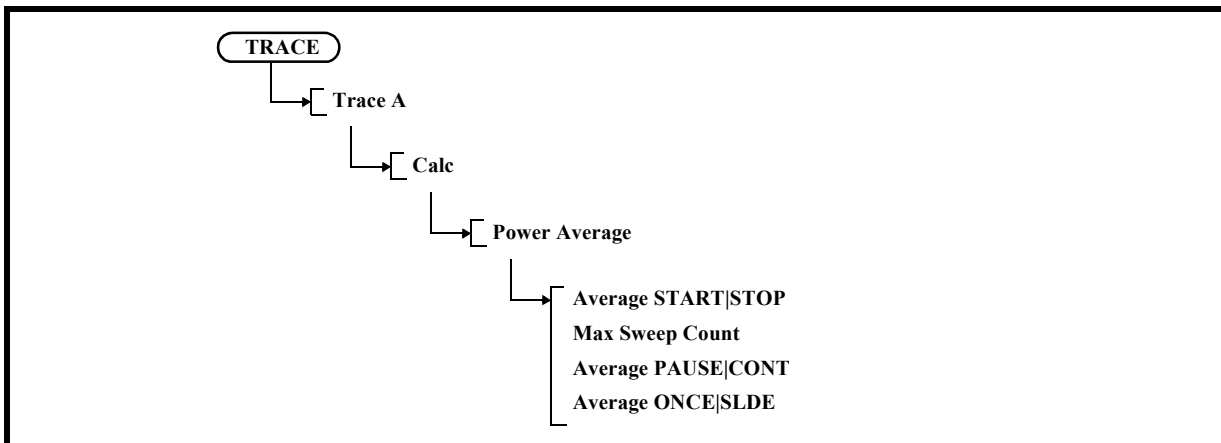 TRACE
Trace A
Calc
Power Average
Average START|STOP
Max Sweep Count
Average PAUSE|CONT
Average ONCE|SLDE